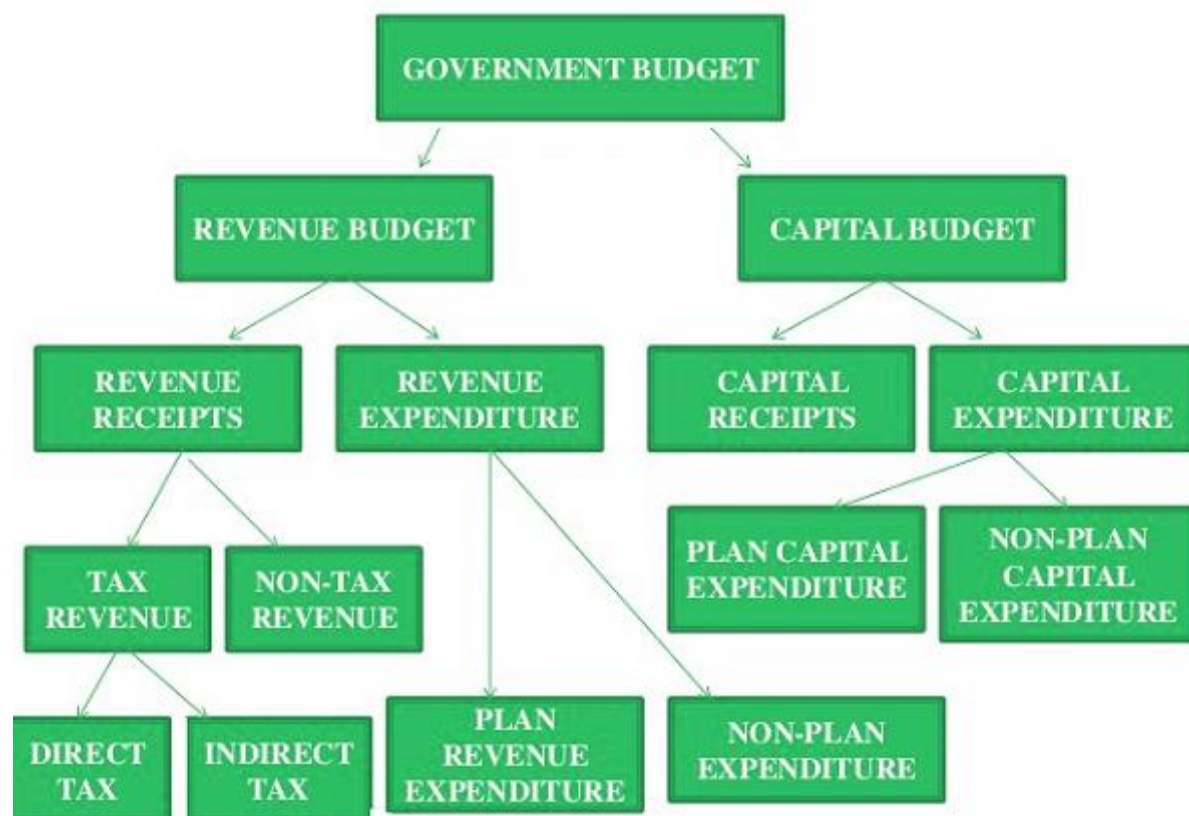 GOVERNMENT BUDGET
REVENUE BUDGET
CAPITAL BUDGET
REVENUE
RECEIPTS
REVENUE
EXPENDITURE
CAPITAL
RECEIPTS
CAPITAL
EXPENDITURE
PLAN CAPITAL
EXPENDITURE
NON-PLAN
CAPITAL
EXPENDITURE
TAX
REVENUE
NON-TAX
REVENUE
DIRECT
TAX
INDIRECT
TAX
PLAN
REVENUE
EXPENDITURE
NON-PLAN
EXPENDITURE